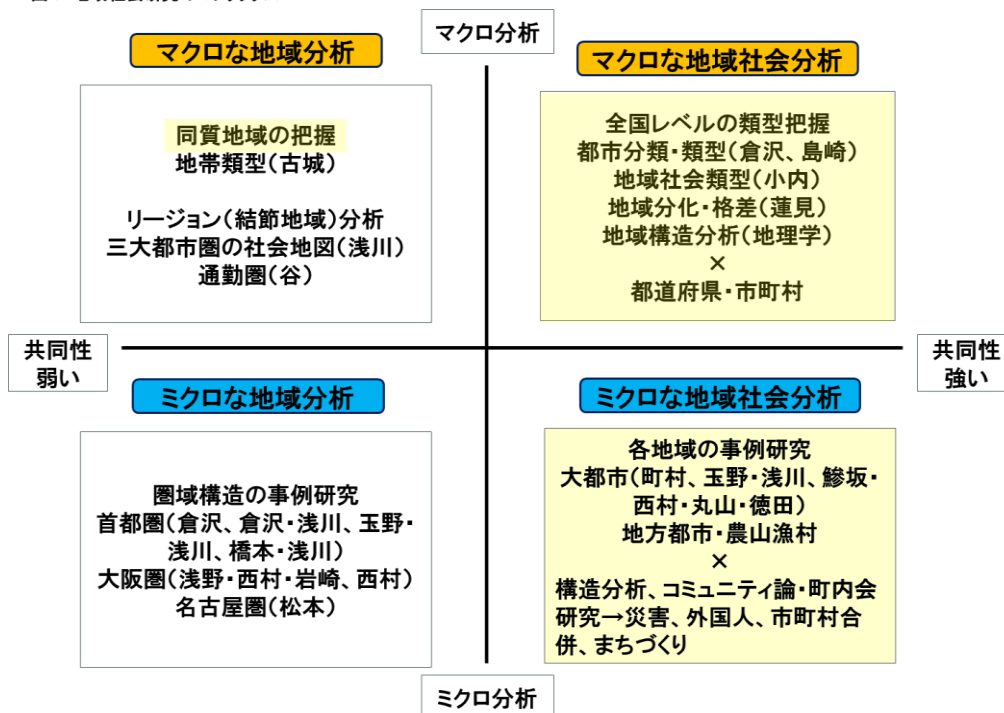 マクロ分析
マクロな地域分析
マクロな地域社会分析
同質地域の把握
地帯類型(古城)
リージョン(結節地域)分析
三大都市圏の社会地図(浅川)
通勤圏(谷)
全国レベルの類型把握
都市分類・類型(倉沢、島崎)
地域社会類型(小内)
地域分化・格差(蓮見)
地域構造分析(地理学)
×
都道府県・市町村
共同性
弱い
共同性
強い
ミクロな地域分析
ミクロな地域社会分析
圏域構造の事例研究
首都圏(倉沢、倉沢・浅川、玉野・
浅川、橋本・浅川)
大阪圏(浅野・西村・岩崎、西村)
名古屋圏(松本)
各地域の事例研究
大都市(町村、玉野・浅川、鯵坂・
西村・丸山・徳田)
地方都市・農山漁村
×
構造分析、コミュニティ論・町内会
研究→災害、外国人、市町村合
併、まちづくり
ミクロ分析